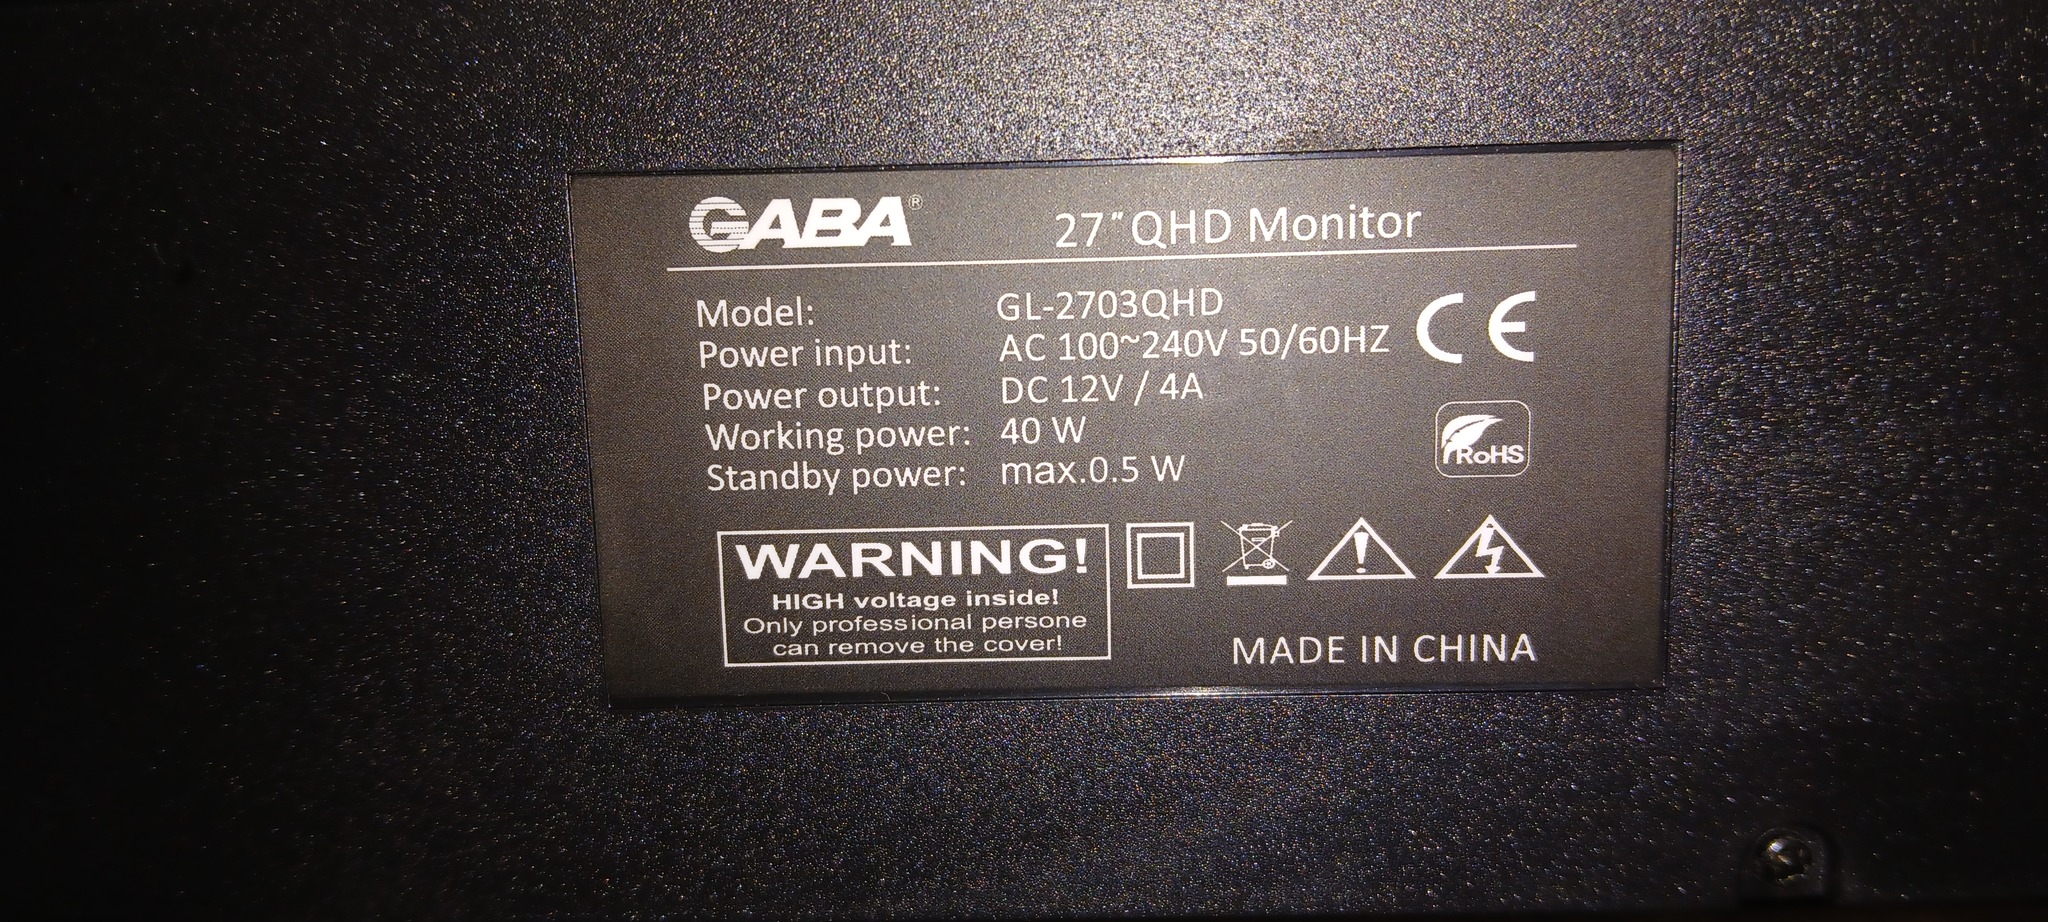 GABA®
27" QHD Monitor
Model: GL-2703QHD
Power input: AC 100~240V 50/60HZ
Power output: DC 12V / 4A
Working power: 40 W
Standby power: max.0.5 W
CE
RoHS
WARNING!
HIGH voltage inside!
Only professional persone
can remove the cover!
MADE IN CHINA